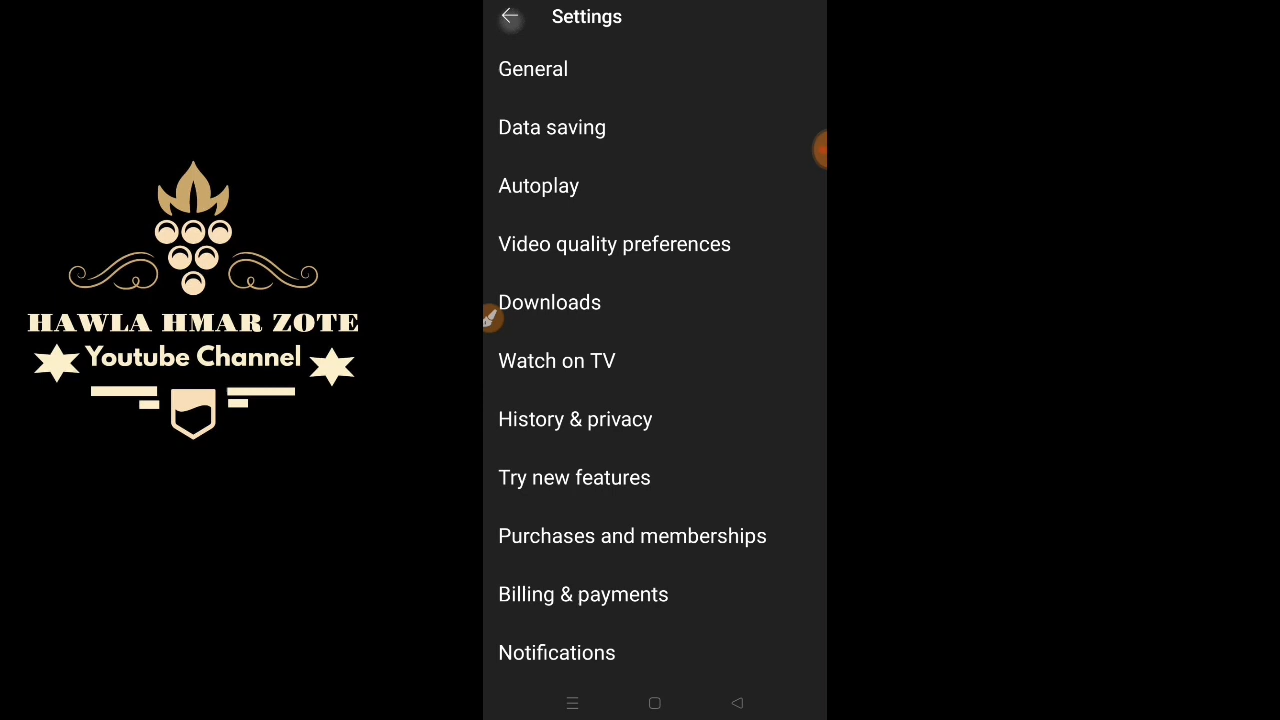 HAWLA HMAR ZOTE
Youtube Channel
Settings
General
Data saving
Autoplay
Video quality preferences
Downloads
Watch on TV
History & privacy
Try new features
Purchases and memberships
Billing & payments
Notifications